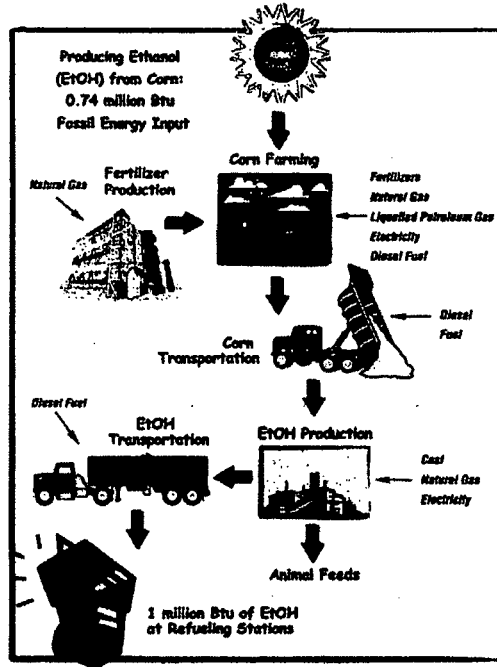 Producing Ethanol
(EtOH) from Corn:
0.74 million Btu
Fossil Energy Input
Corn Farming
Fertilizer
Production
Natural Gas
Fertilizers
Natural Gas
Liquefied Petroleum Gas
Electricity
Diesel Fuel
Corn
Transportation
Diesel
Fuel
Diesel Fuel
EtOH
Transportation
EtOH Production
Coal
Natural Gas
Electricity
Animal Feeds
1 million Btu of EtOH
at Refueling Stations